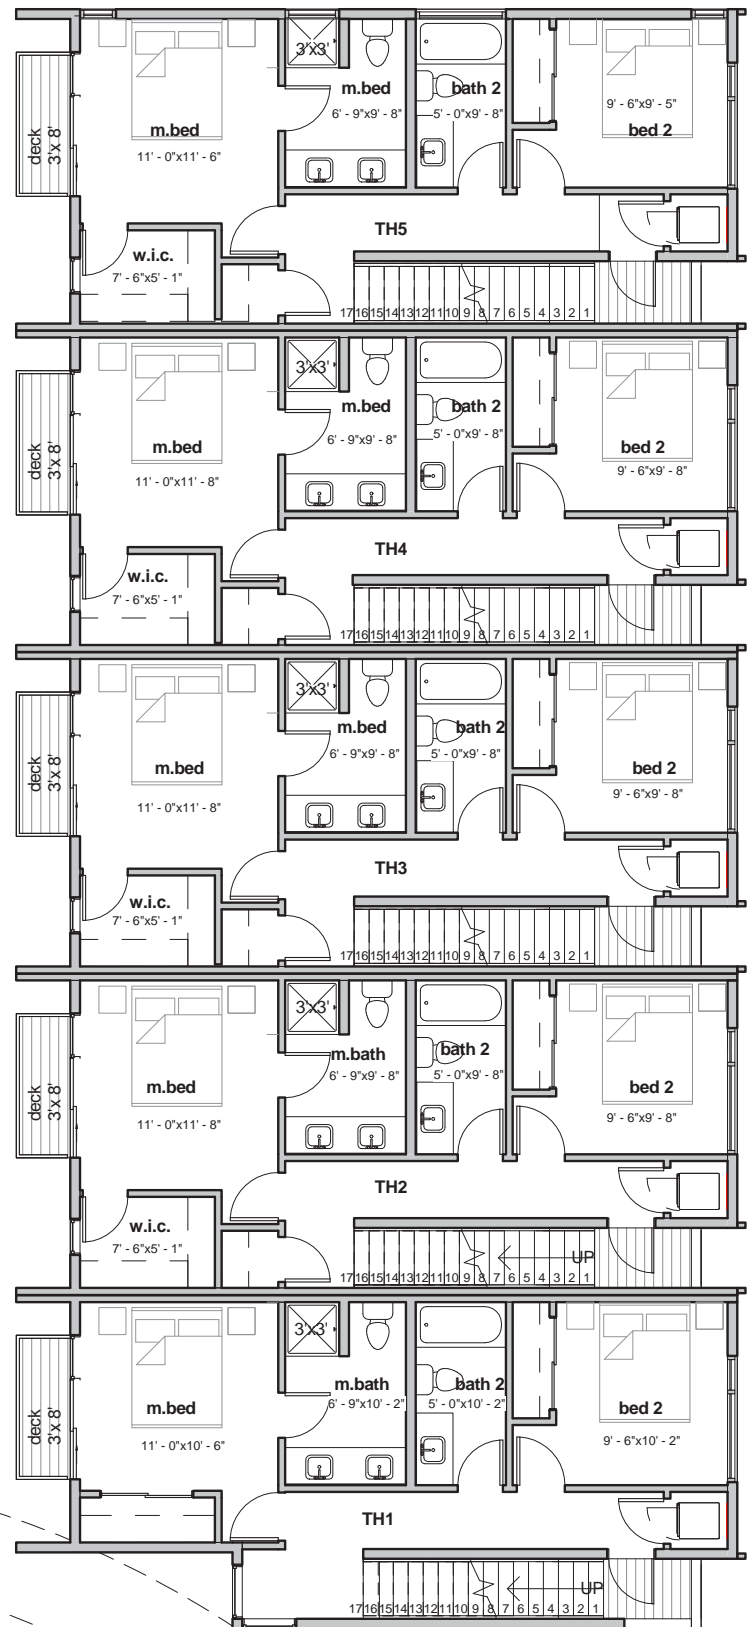 3'x3'
m.bed
6' - 9"x9' - 8"
bath 2
5' - 0"x9' - 8"
9' - 6"x9' - 5"
bed 2
deck
3'x 8'
m.bed
11' - 0"x11' - 6"
TH5
w.i.c.
7' - 6"x5' - 1"
17 16 15 14 13 12 11 10 9 8 7 6 5 4 3 2 1
3'x3'
m.bed
6' - 9"x9' - 8"
bath 2
5' - 0"x9' - 8"
bed 2
9' - 6"x9' - 8"
deck
3'x 8'
m.bed
11' - 0"x11' - 8"
TH4
w.i.c.
7' - 6"x5' - 1"
17 16 15 14 13 12 11 10 9 8 7 6 5 4 3 2 1
3'x3'
m.bed
6' - 9"x9' - 8"
bath 2
5' - 0"x9' - 8"
bed 2
9' - 6"x9' - 8"
deck
3'x 8'
m.bed
11' - 0"x11' - 8"
TH3
w.i.c.
7' - 6"x5' - 1"
17 16 15 14 13 12 11 10 9 8 7 6 5 4 3 2 1
3'x3'
m.bath
6' - 9"x9' - 8"
bath 2
5' - 0"x9' - 8"
bed 2
9' - 6"x9' - 8"
deck
3'x 8'
m.bed
11' - 0"x11' - 8"
TH2
w.i.c.
7' - 6"x5' - 1"
UP
17 16 15 14 13 12 11 10 9 8 7 6 5 4 3 2 1
3'x3'
m.bath
6' - 9"x10' - 2"
bath 2
5' - 0"x10' - 2"
bed 2
9' - 6"x10' - 2"
deck
3'x 8'
m.bed
11' - 0"x10' - 6"
TH1
UP
17 16 15 14 13 12 11 10 9 8 7 6 5 4 3 2 1